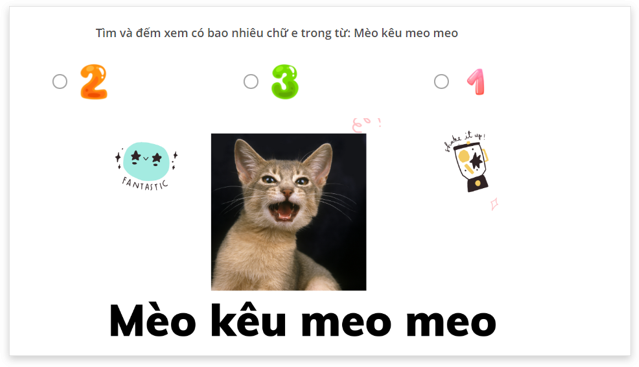 Tìm và đếm xem có bao nhiêu chữ e trong từ: Mèo kêu meo meo
2 3 1
make it up!
FANTASTIC
Mèo kêu meo meo